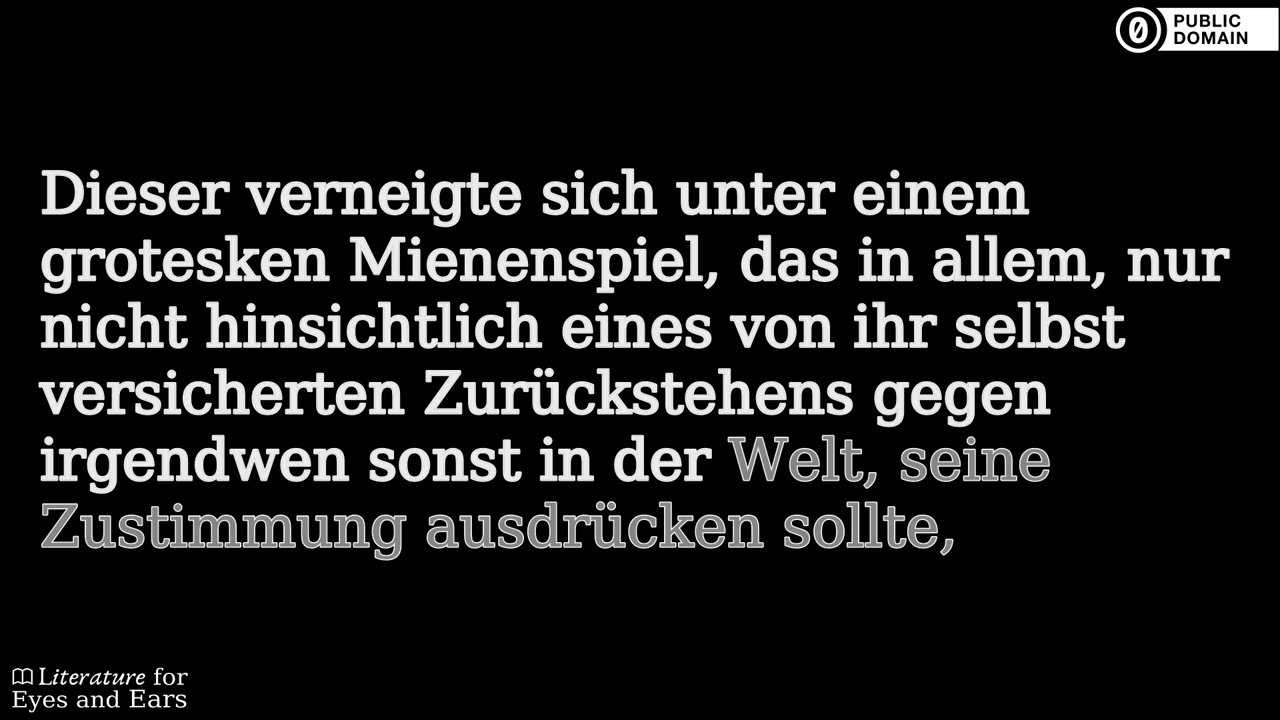 PUBLIC
DOMAIN
Dieser verneigte sich unter einem
grotesken Mienenspiel, das in allem, nur
nicht hinsichtlich eines von ihr selbst
versicherten Zurückstehens gegen
irgendwen sonst in der Welt, seine
Zustimmung ausdrücken sollte,
Literature for
Eyes and Ears